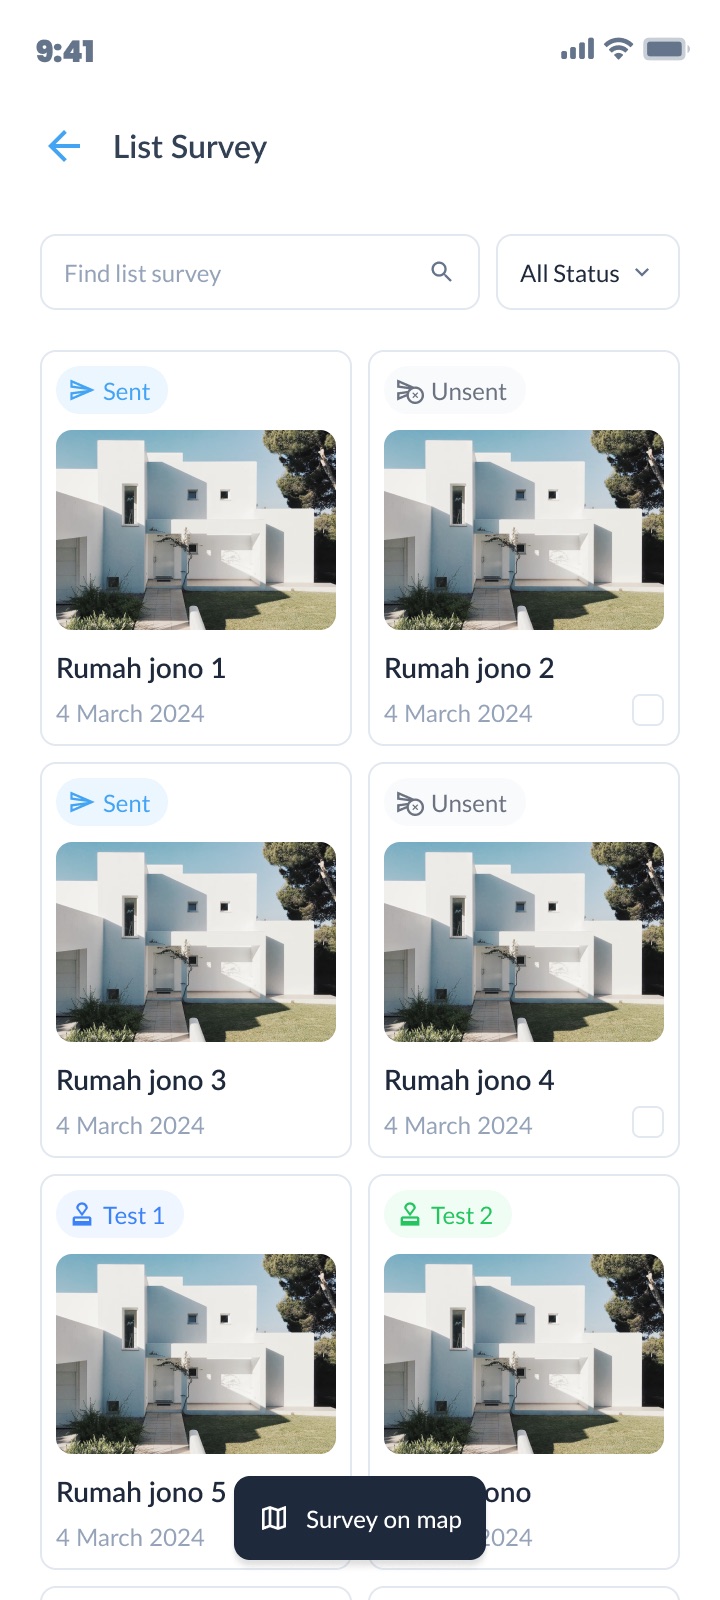 9:41
List Survey
Find list survey
All Status
Sent
Unsent
Rumah jono 1
Rumah jono 2
4 March 2024
4 March 2024
Sent
Unsent
Rumah jono 3
Rumah jono 4
4 March 2024
4 March 2024
Test 1
Test 2
Rumah jono 5
4 March 2024
Survey on map